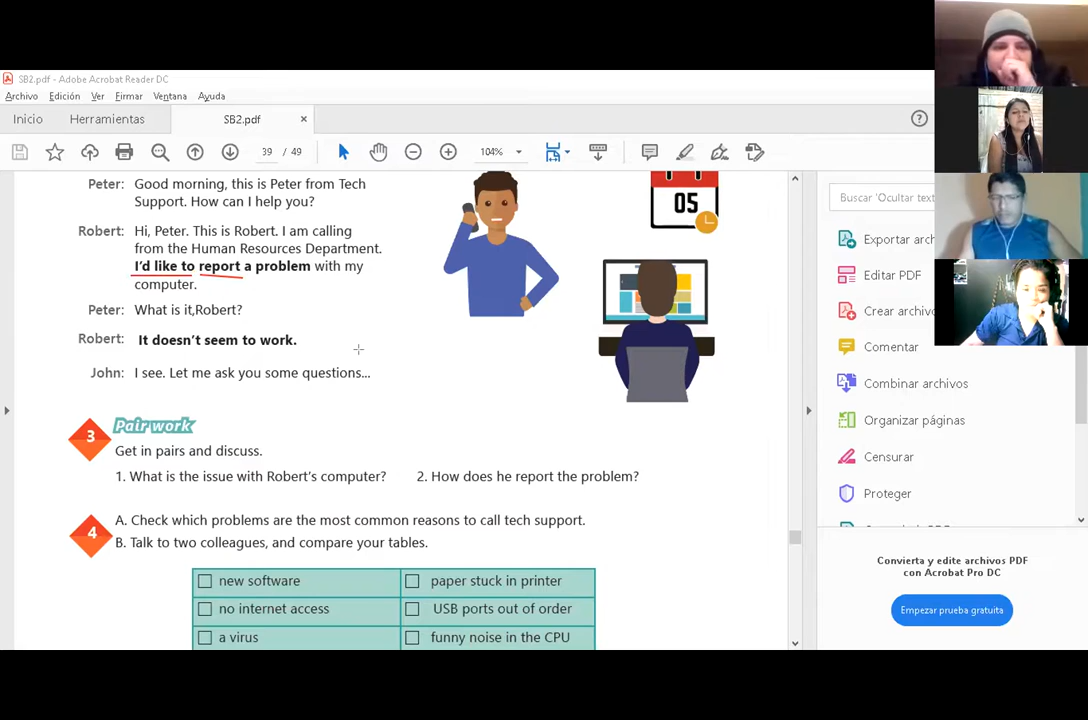 SB2.pdf - Adobe Acrobat Reader DC
Archivo Edición Ver Firmar Ventana Ayuda
Inicio Herramientas SB2.pdf ×
39 / 49 104%
Peter: Good morning, this is Peter from Tech
Support. How can I help you?
Robert: Hi, Peter. This is Robert. I am calling
from the Human Resources Department.
I'd like to report a problem with my
computer.
Peter: What is it,Robert?
Robert: It doesn't seem to work.
John: I see. Let me ask you some questions...
05
3 Pair work
Get in pairs and discuss.
1. What is the issue with Robert's computer? 2. How does he report the problem?
4 A. Check which problems are the most common reasons to call tech support.
B. Talk to two colleagues, and compare your tables.
new software paper stuck in printer
no internet access USB ports out of order
a virus funny noise in the CPU
Buscar 'Ocultar text
Exportar arch
Editar PDF
Crear archivo
Comentar
Combinar archivos
Organizar páginas
Censurar
Proteger
Convierta y edite archivos PDF
con Acrobat Pro DC
Empezar prueba gratuita